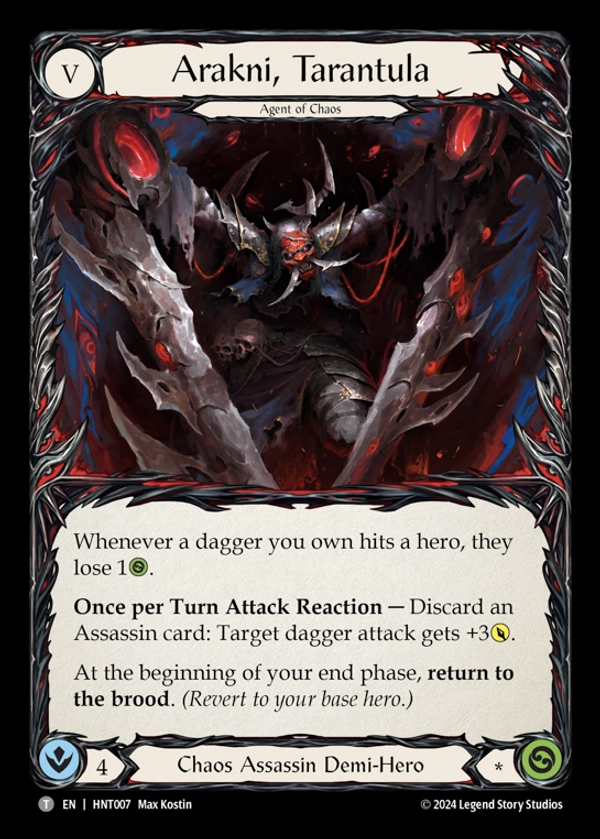 V
Arakni, Tarantula
Agent of Chaos
Whenever a dagger you own hits a hero, they
lose 1.
Once per Turn Attack Reaction — Discard an
Assassin card: Target dagger attack gets +3.
At the beginning of your end phase, return to
the brood. (Revert to your base hero.)
4
Chaos Assassin Demi-Hero
*
T EN | HNT007 Max Kostin
© 2024 Legend Story Studios